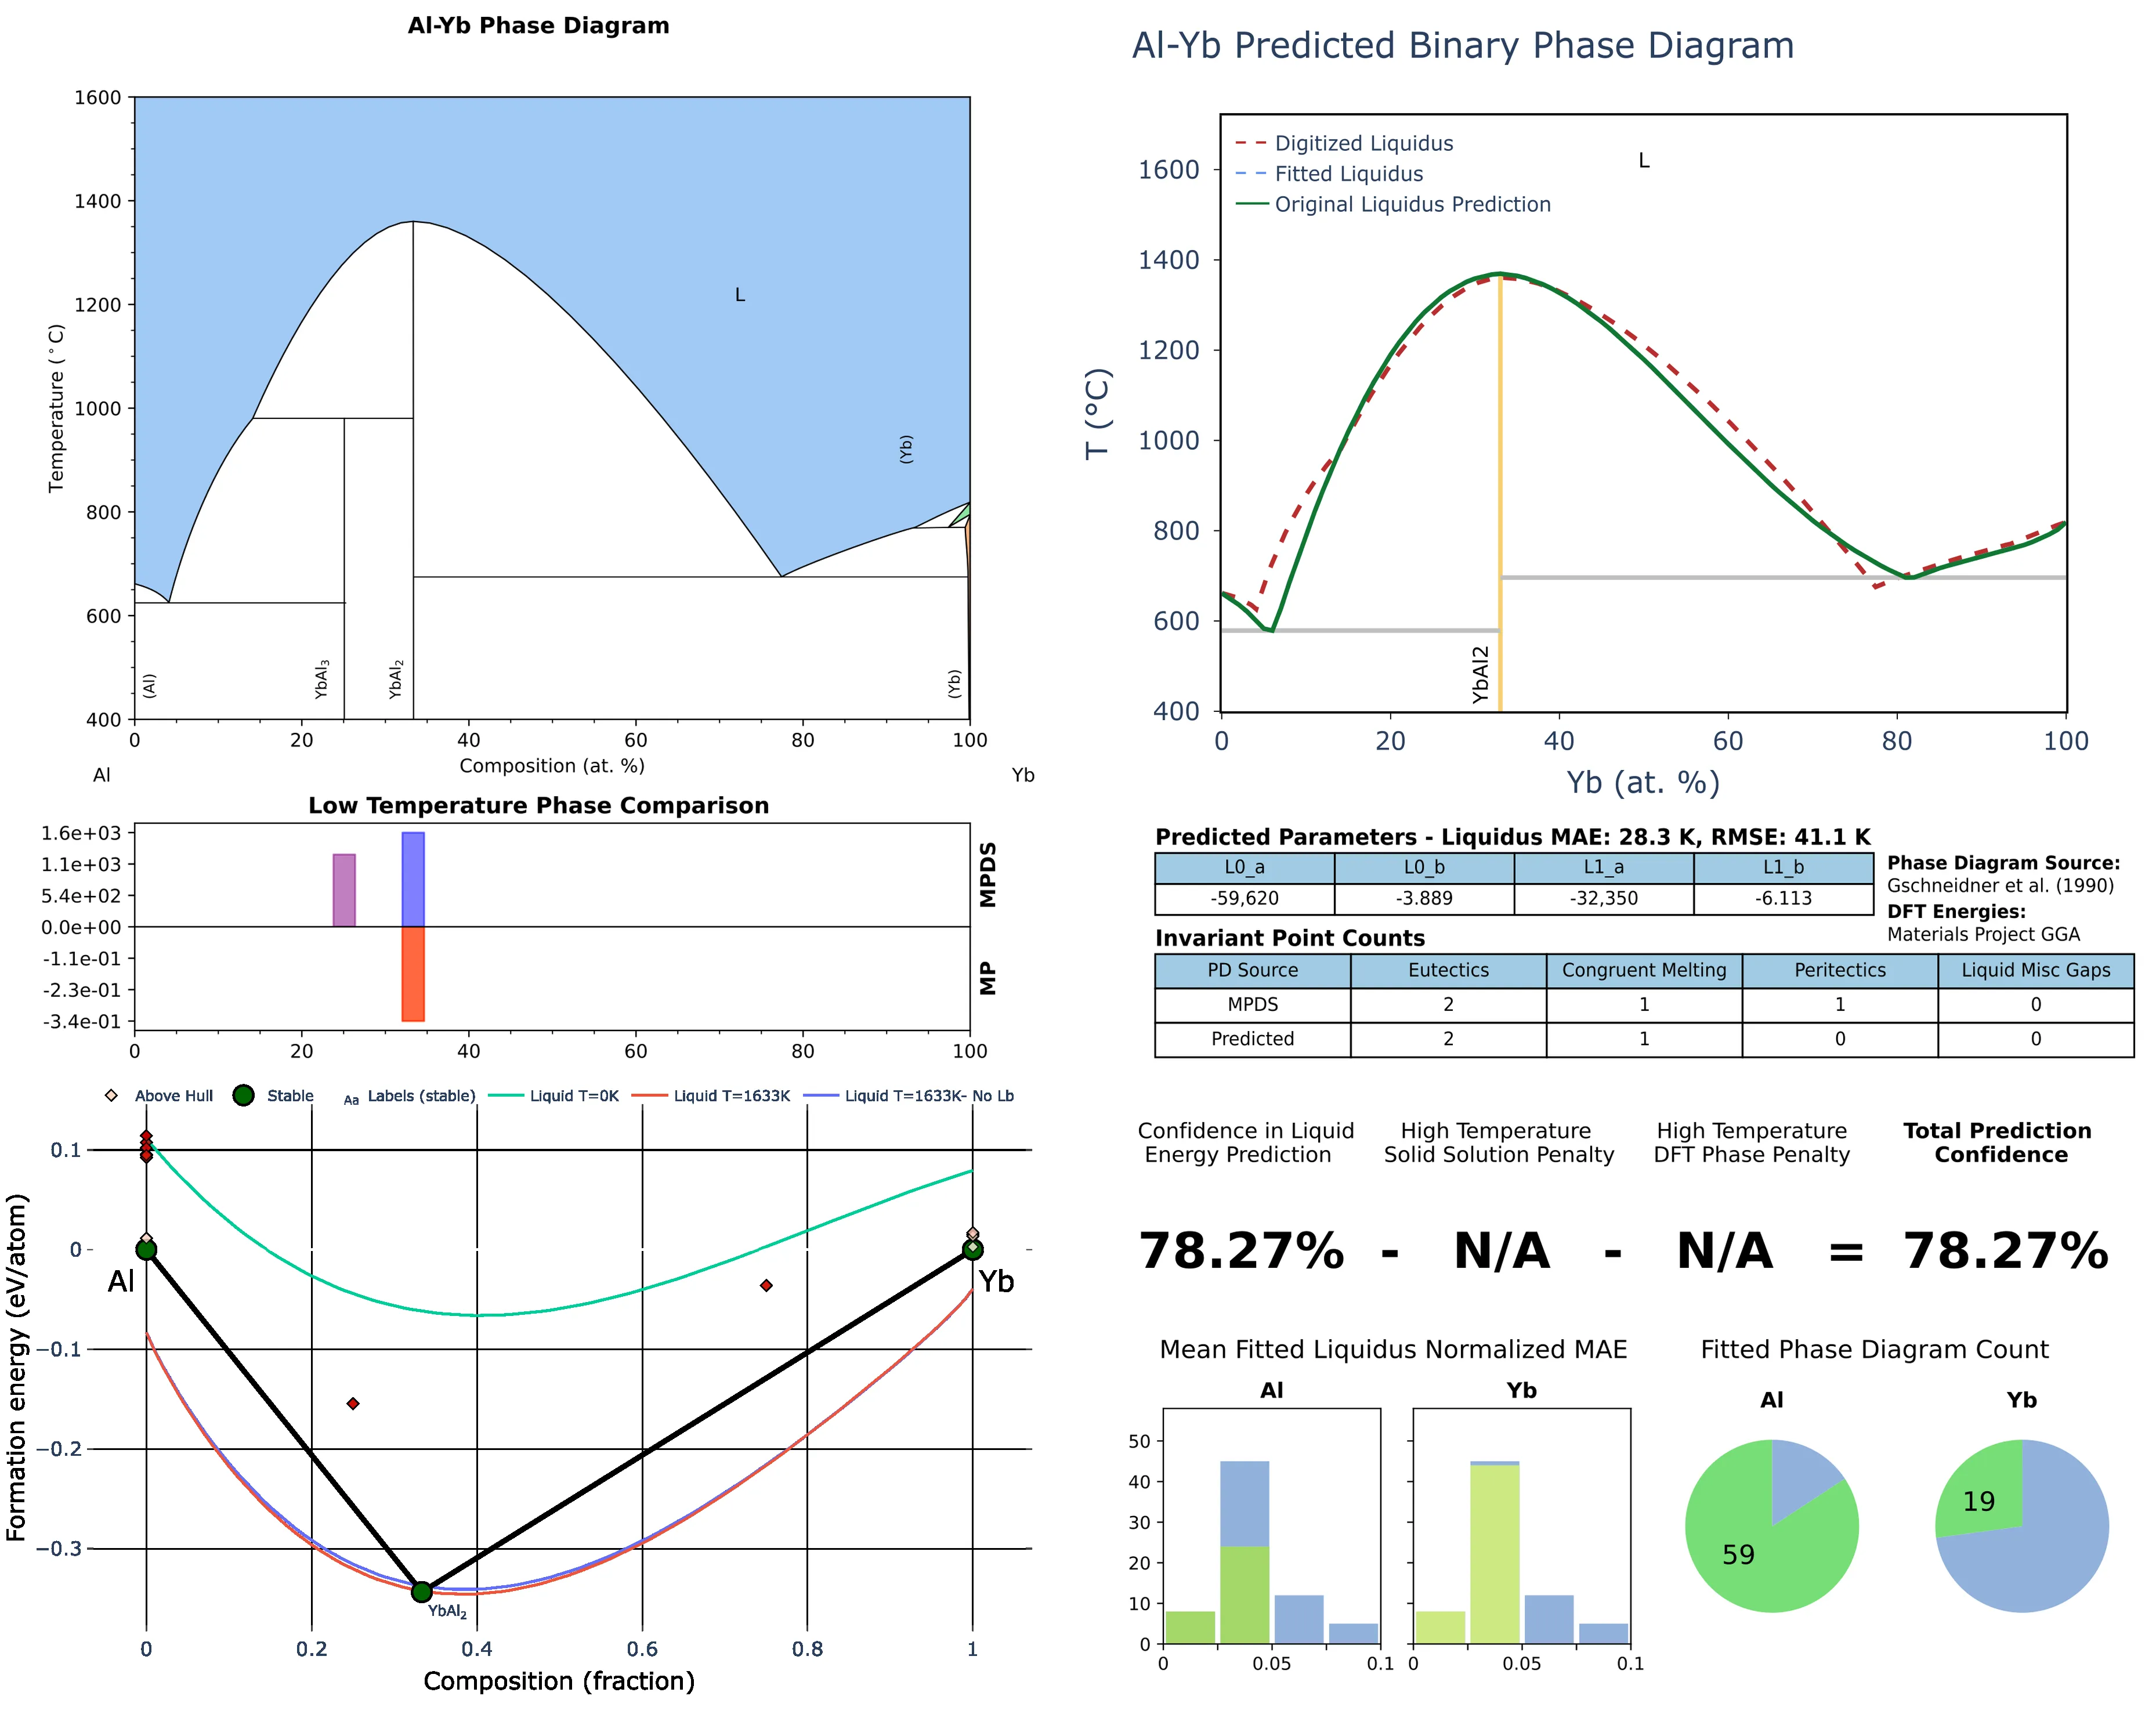 Al-Yb Phase Diagram
1600
1400
1200
1000
800
600
400
Temperature (°C)
L
(Yb)
(Al)
YbAl3
YbAl2
(Yb)
0 20 40 60 80 100
Composition (at. %)
Al Yb
Low Temperature Phase Comparison
1.6e+03
1.1e+03
5.4e+02
0.0e+00
-1.1e-01
-2.3e-01
-3.4e-01
MPDS
MP
0 20 40 60 80 100
Above Hull Stable Aa Labels (stable) Liquid T=0K Liquid T=1633K Liquid T=1633K- No Lb
0.1
0
−0.1
−0.2
−0.3
Formation energy (eV/atom)
Al
Yb
YbAl2
0 0.2 0.4 0.6 0.8 1
Composition (fraction)
Al-Yb Predicted Binary Phase Diagram
Digitized Liquidus
Fitted Liquidus
Original Liquidus Prediction
L
1600
1400
1200
1000
800
600
400
T (°C)
YbAl2
0 20 40 60 80 100
Yb (at. %)
Predicted Parameters - Liquidus MAE: 28.3 K, RMSE: 41.1 K
L0_a L0_b L1_a L1_b
-59,620 -3.889 -32,350 -6.113
Phase Diagram Source:
Gschneidner et al. (1990)
DFT Energies:
Materials Project GGA
Invariant Point Counts
PD Source Eutectics Congruent Melting Peritectics Liquid Misc Gaps
MPDS 2 1 1 0
Predicted 2 1 0 0
Confidence in Liquid
Energy Prediction
High Temperature
Solid Solution Penalty
High Temperature
DFT Phase Penalty
Total Prediction
Confidence
78.27% - N/A - N/A = 78.27%
Mean Fitted Liquidus Normalized MAE
Al
Yb
50
40
30
20
10
0
0 0.05 0.1
0 0.05 0.1
Fitted Phase Diagram Count
Al
Yb
59
19